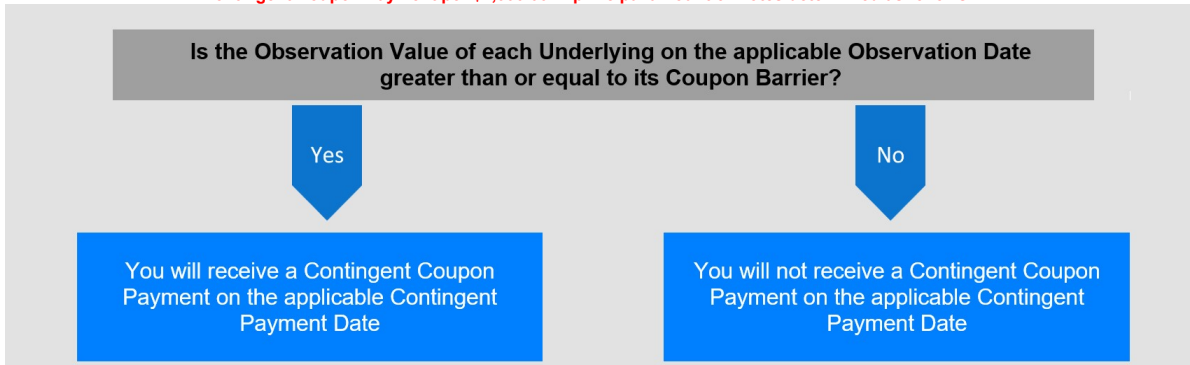 Is the Observation Value of each Underlying on the applicable Observation Date
greater than or equal to its Coupon Barrier?
Yes
No
You will receive a Contingent Coupon
Payment on the applicable Contingent
Payment Date
You will not receive a Contingent Coupon
Payment on the applicable Contingent
Payment Date